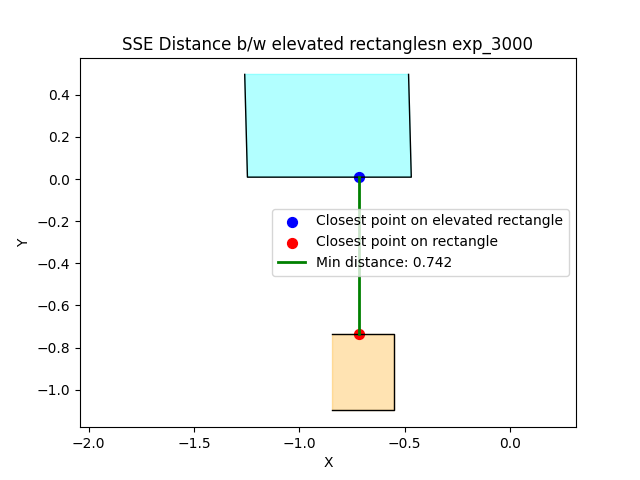 SSE Distance b/w elevated rectanglesn exp_3000
0.4
0.2
0.0
−0.2
−0.4
−0.6
−0.8
−1.0
Y
Closest point on elevated rectangle
Closest point on rectangle
Min distance: 0.742
−2.0 −1.5 −1.0 −0.5 0.0
X